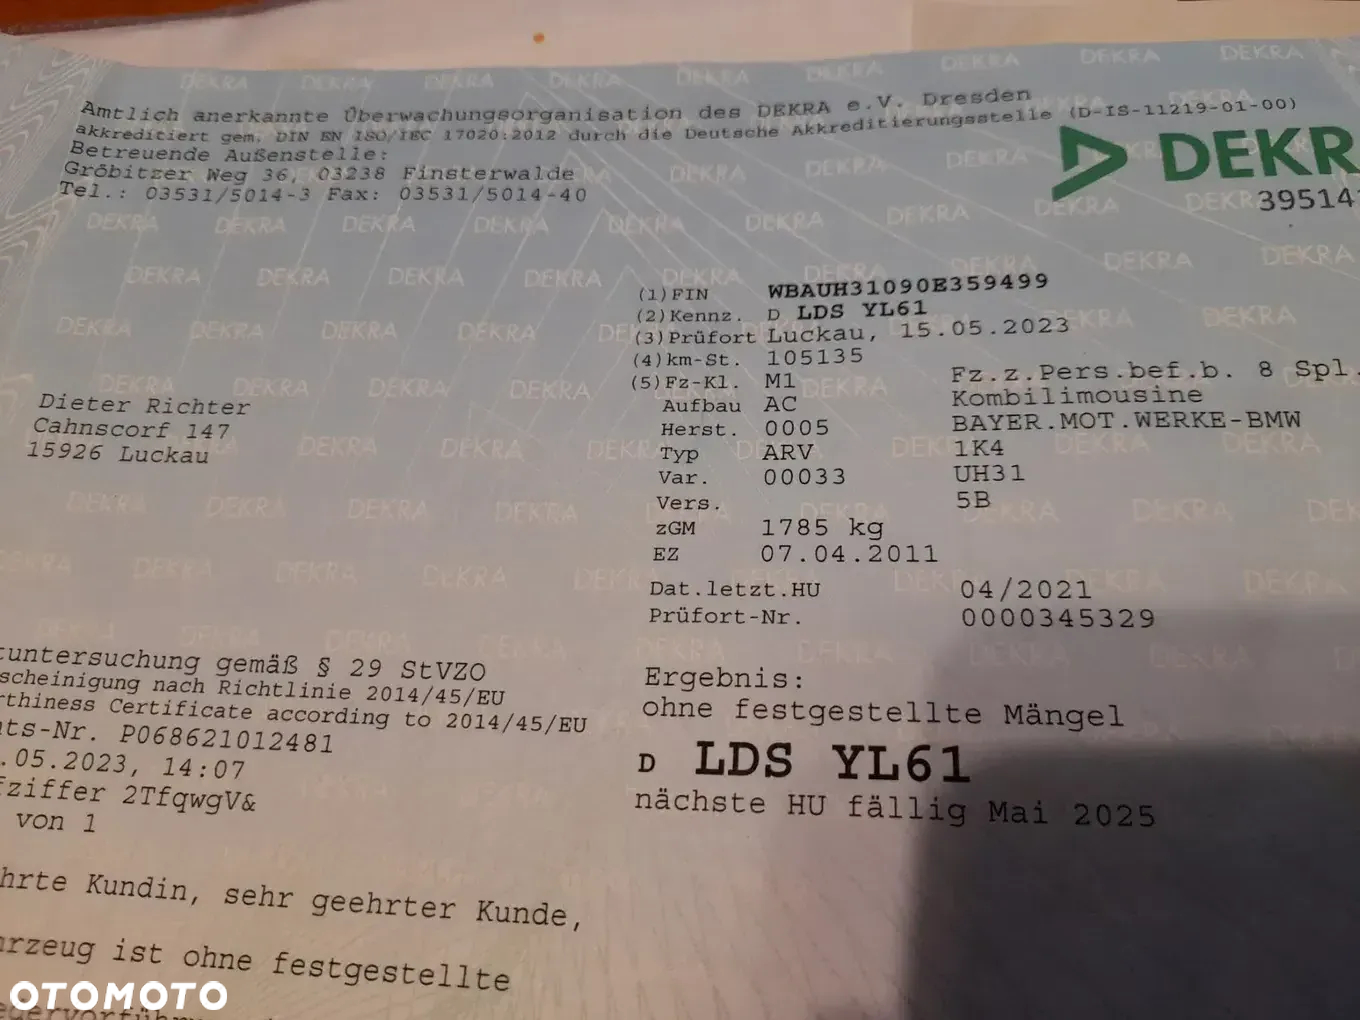 Amtlich anerkannte Überwachungsorganisation des DEKRA e.V. Dresden
akkreditiert gem. DIN EN ISO/IEC 17020:2012 durch die Deutsche Akkreditierungsstelle (D-IS-11219-01-00)
Betreuende Außenstelle:
Gröbitzer Weg 36, 03238 Finsterwalde
Tel.: 03531/5014-3 Fax: 03531/5014-40
DEKR
39514
(1)FIN WBAUH31090E359499
(2)Kennz. D LDS YL61
(3)Prüfort Luckau, 15.05.2023
(4)km-St. 105135
(5)Fz-Kl. M1 Fz.z.Pers.bef.b. 8 Spl.
Aufbau AC Kombilimousine
Herst. 0005 BAYER.MOT.WERKE-BMW
Typ ARV 1K4
Var. 00033 UH31
Vers. 5B
zGM 1785 kg
EZ 07.04.2011
Dat.letzt.HU 04/2021
Prüfort-Nr. 0000345329
Dieter Richter
Cahnscorf 147
15926 Luckau
tuntersuchung gemäß § 29 StVZO
scheinigung nach Richtlinie 2014/45/EU
rthiness Certificate according to 2014/45/EU
ts-Nr. P068621012481
.05.2023, 14:07
fziffer 2TfqwgV&
von 1
Ergebnis:
ohne festgestellte Mängel
D LDS YL61
nächste HU fällig Mai 2025
hrte Kundin, sehr geehrter Kunde,
rzeug ist ohne festgestellte
OTOMOTO